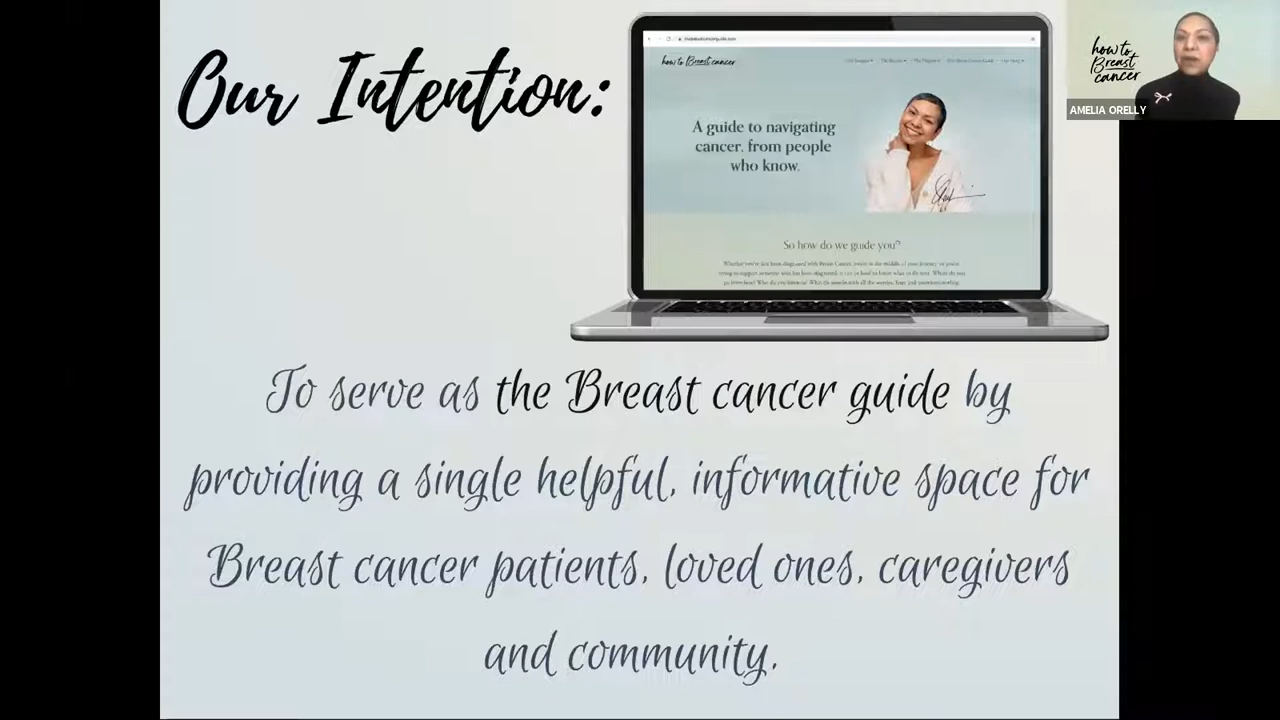 Our Intention:
how to Breast cancer
A guide to navigating
cancer, from people
who know.
So how do we guide you?
how to
Breast
cancer
AMELIA ORELLY
To serve as the Breast cancer guide by
providing a single helpful, informative space for
Breast cancer patients, loved ones, caregivers
and community.